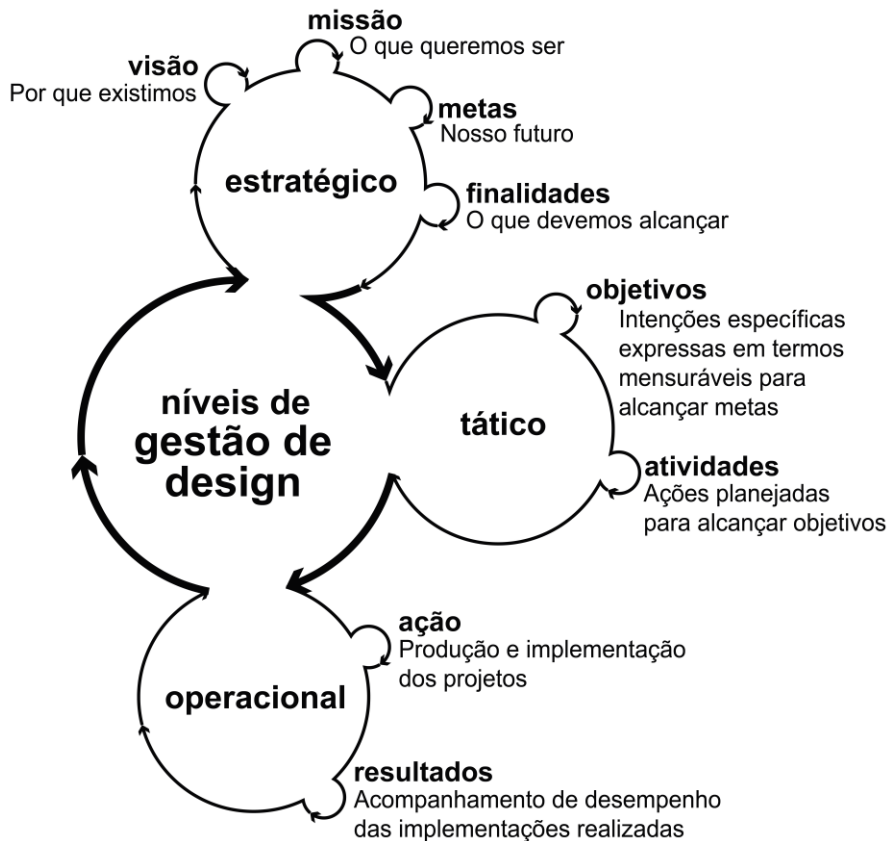 missão
O que queremos ser
visão
Por que existimos
metas
Nosso futuro
estratégico
finalidades
O que devemos alcançar
objetivos
Intenções específicas
expressas em termos
mensuráveis para
alcançar metas
níveis de
gestão de
design
tático
atividades
Ações planejadas
para alcançar objetivos
ação
Produção e implementação
dos projetos
operacional
resultados
Acompanhamento de desempenho
das implementações realizadas